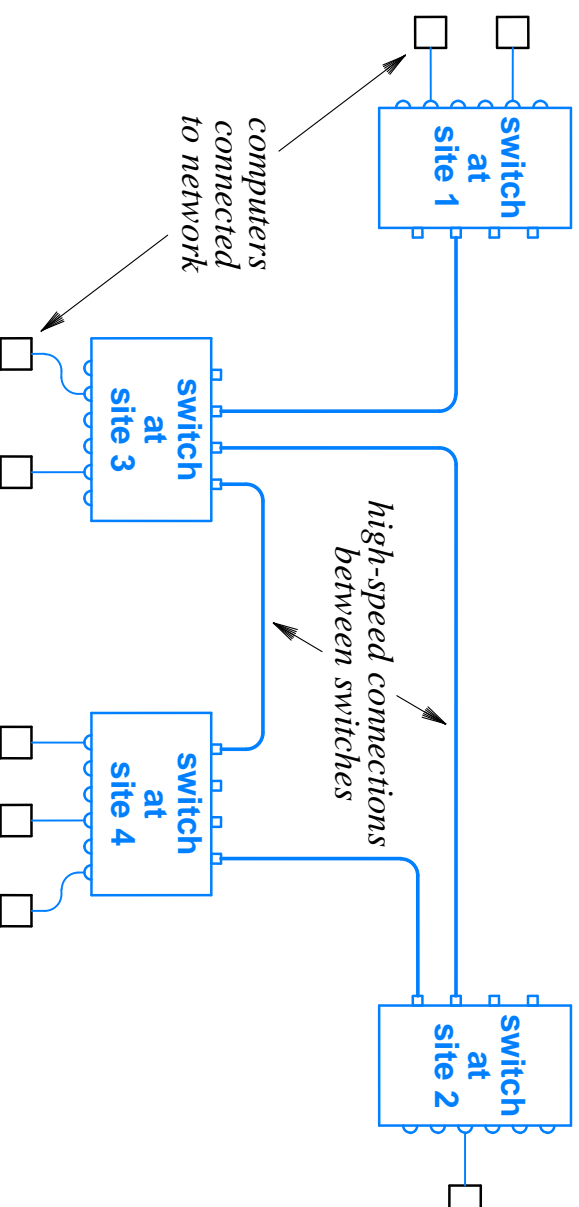 switch
at
site 1
switch
at
site 2
computers
connected
to network
high-speed connections
between switches
switch
at
site 3
switch
at
site 4